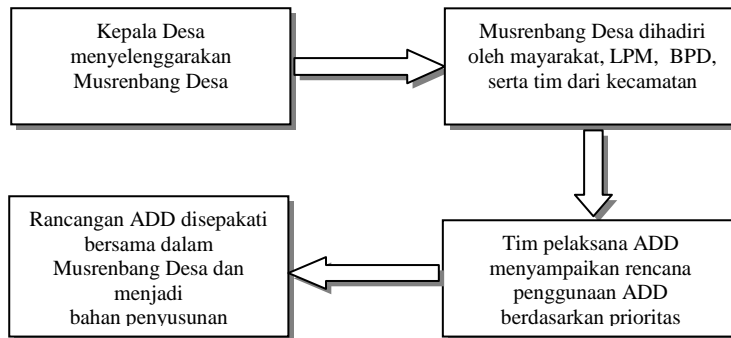 Kepala Desa
menyelenggarakan
Musrenbang Desa
Musrenbang Desa dihadiri
oleh mayarakat, LPM, BPD,
serta tim dari kecamatan
Tim pelaksana ADD
menyampaikan rencana
penggunaan ADD
berdasarkan prioritas
Rancangan ADD disepakati
bersama dalam
Musrenbang Desa dan
menjadi
bahan penyusunan